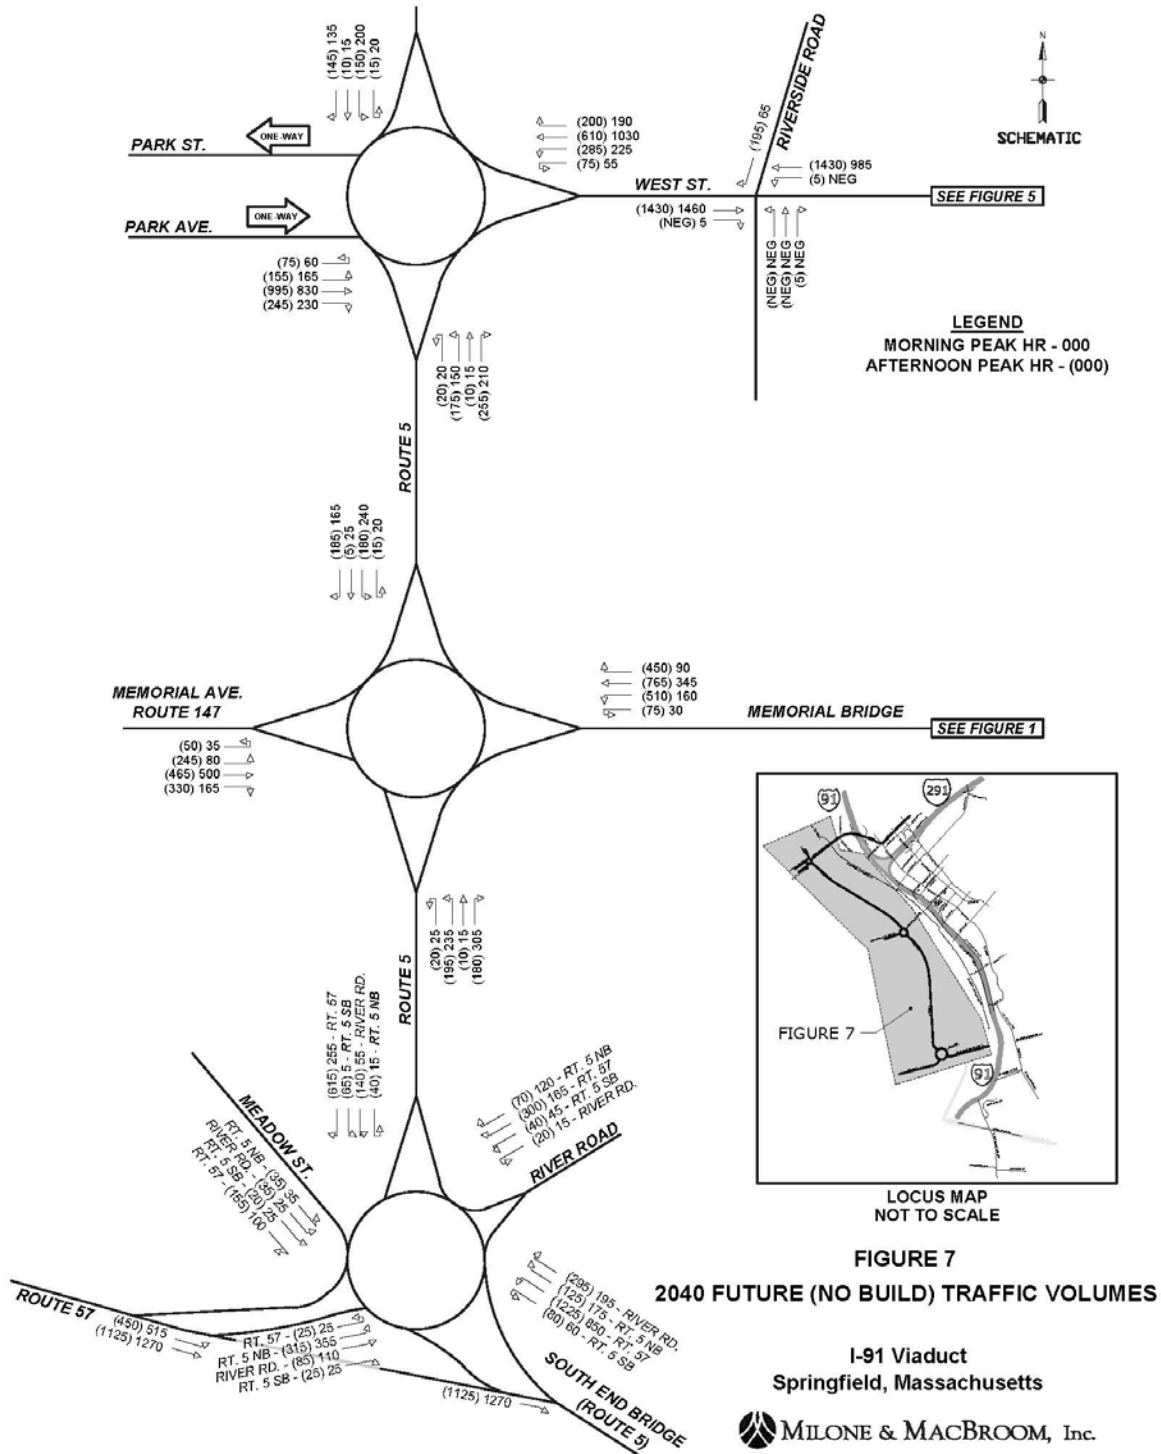 (145) 135
(10) 15
(150) 200
(15) 20
PARK ST.
ONE-WAY
PARK AVE.
ONE-WAY
(75) 60
(155) 165
(995) 830
(245) 230
(200) 190
(610) 1030
(285) 225
(75) 55
WEST ST.
(1430) 1460
(NEG) 5
(195) 65
RIVERSIDE ROAD
(1430) 985
(5) NEG
(NEG) NEG
(NEG) NEG
(5) NEG
SEE FIGURE 5
N
SCHEMATIC
LEGEND
MORNING PEAK HR - 000
AFTERNOON PEAK HR - (000)
(20) 20
(175) 150
(10) 15
(255) 210
ROUTE 5
(185) 165
(5) 25
(180) 240
(15) 20
MEMORIAL AVE.
ROUTE 147
(50) 35
(245) 80
(465) 500
(330) 165
(450) 90
(765) 345
(510) 160
(75) 30
MEMORIAL BRIDGE
SEE FIGURE 1
(20) 25
(195) 235
(10) 15
(180) 305
ROUTE 5
(615) 255 - RT. 57
(65) 5 - RT. 5 SB
(140) 55 - RIVER RD.
(40) 15 - RT. 5 NB
(70) 120 - RT. 5 NB
(300) 165 - RT. 57
(40) 45 - RT. 5 SB
(20) 15 - RIVER RD.
RIVER ROAD
MEADOW ST.
RT. 5 NB - (35) 35
RIVER RD. - (35) 25
RT. 5 SB - (20) 25
RT. 57 - (155) 100
ROUTE 57
(450) 515
(1125) 1270
RT. 57 - (25) 25
RT. 5 NB - (315) 355
RIVER RD. - (85) 110
RT. 5 SB - (25) 25
(1125) 1270
(295) 195 - RIVER RD.
(125) 175 - RT. 5 NB
(1225) 850 - RT. 57
(80) 60 - RT. 5 SB
SOUTH END BRIDGE
(ROUTE 5)
91
291
FIGURE 7
91
LOCUS MAP
NOT TO SCALE
FIGURE 7
2040 FUTURE (NO BUILD) TRAFFIC VOLUMES
I-91 Viaduct
Springfield, Massachusetts
MILONE & MACBROOM, Inc.